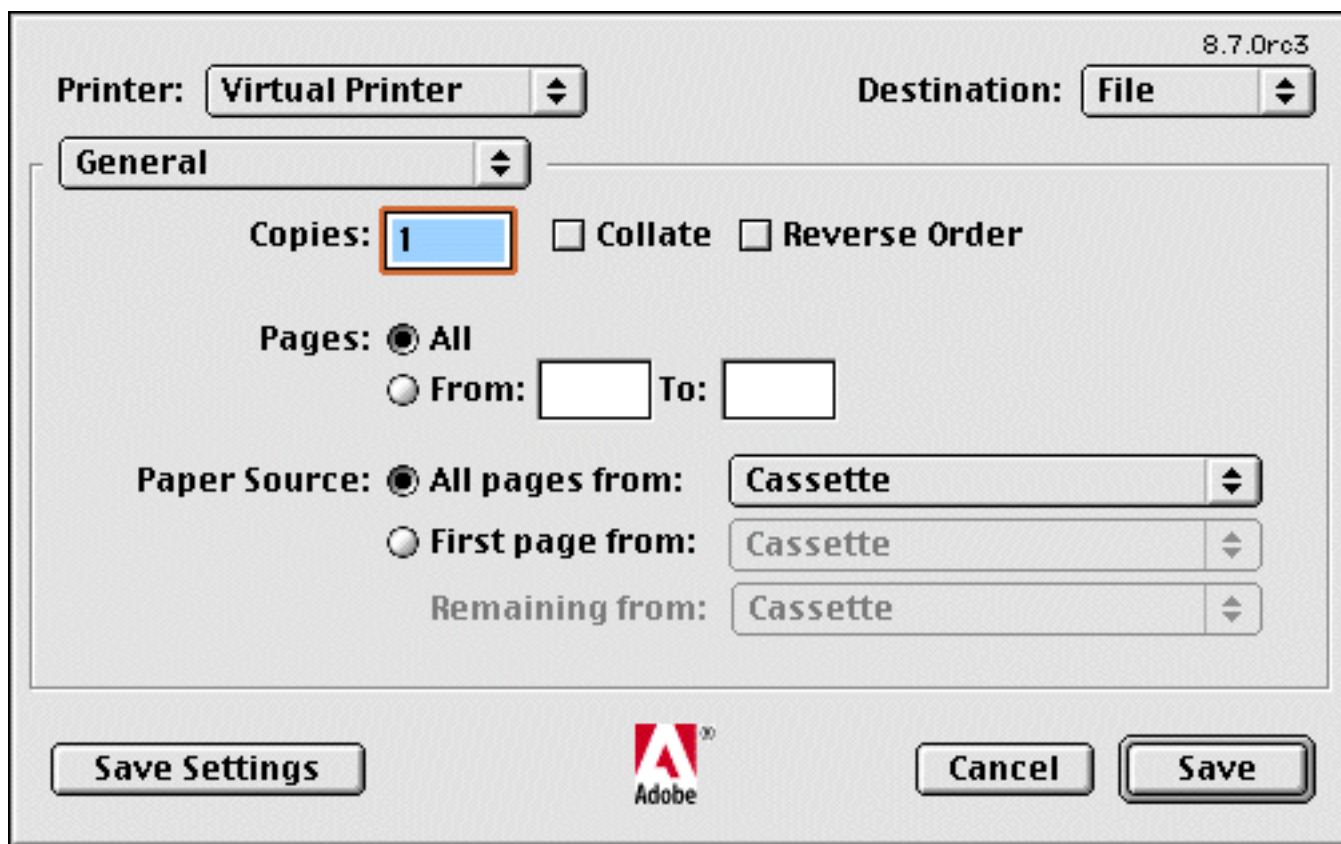 8.7.0rc3
Printer: Virtual Printer Destination: File
General
Copies: 1 Collate Reverse Order
Pages: All
From: To:
Paper Source: All pages from: Cassette
First page from: Cassette
Remaining from: Cassette
Save Settings Adobe® Cancel Save